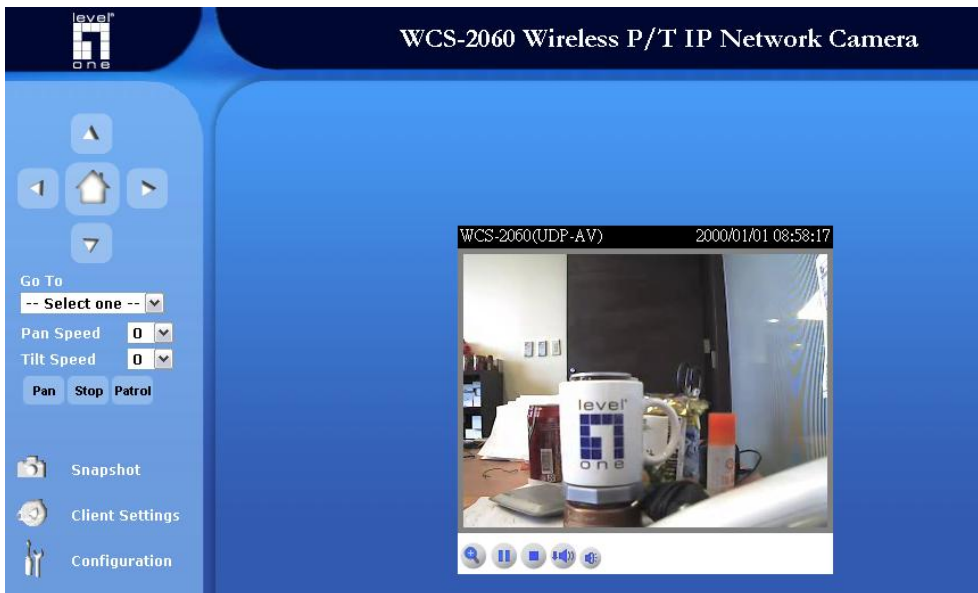 level
one
WCS-2060 Wireless P/T IP Network Camera
Go To
-- Select one --
Pan Speed 0
Tilt Speed 0
Pan Stop Patrol
Snapshot
Client Settings
Configuration
WCS-2060(UDP-AV) 2000/01/01 08:58:17
level
one